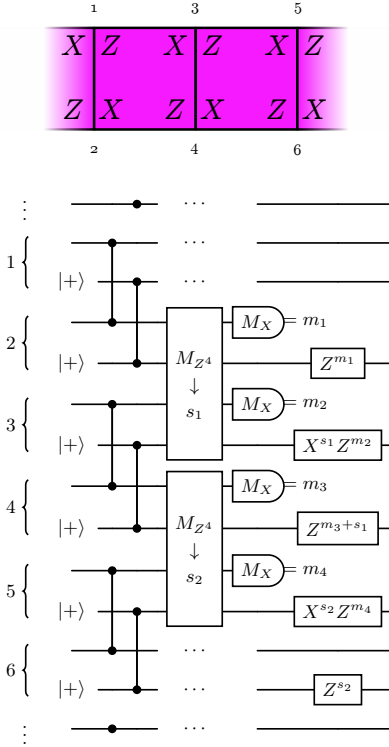 1 3 5
X Z X Z X Z
Z X Z X Z X
2 4 6
⋮ ⋯
1 ⋯
|+⟩ ⋯
2 M_X = m_1
|+⟩ M_{Z^4} ↓ s_1 Z^{m_1}
3 M_X = m_2
|+⟩ X^{s_1} Z^{m_2}
4 M_X = m_3
|+⟩ M_{Z^4} ↓ s_2 Z^{m_3+s_1}
5 M_X = m_4
|+⟩ X^{s_2} Z^{m_4}
6 ⋯
|+⟩ ⋯ Z^{s_2}
⋮ ⋯